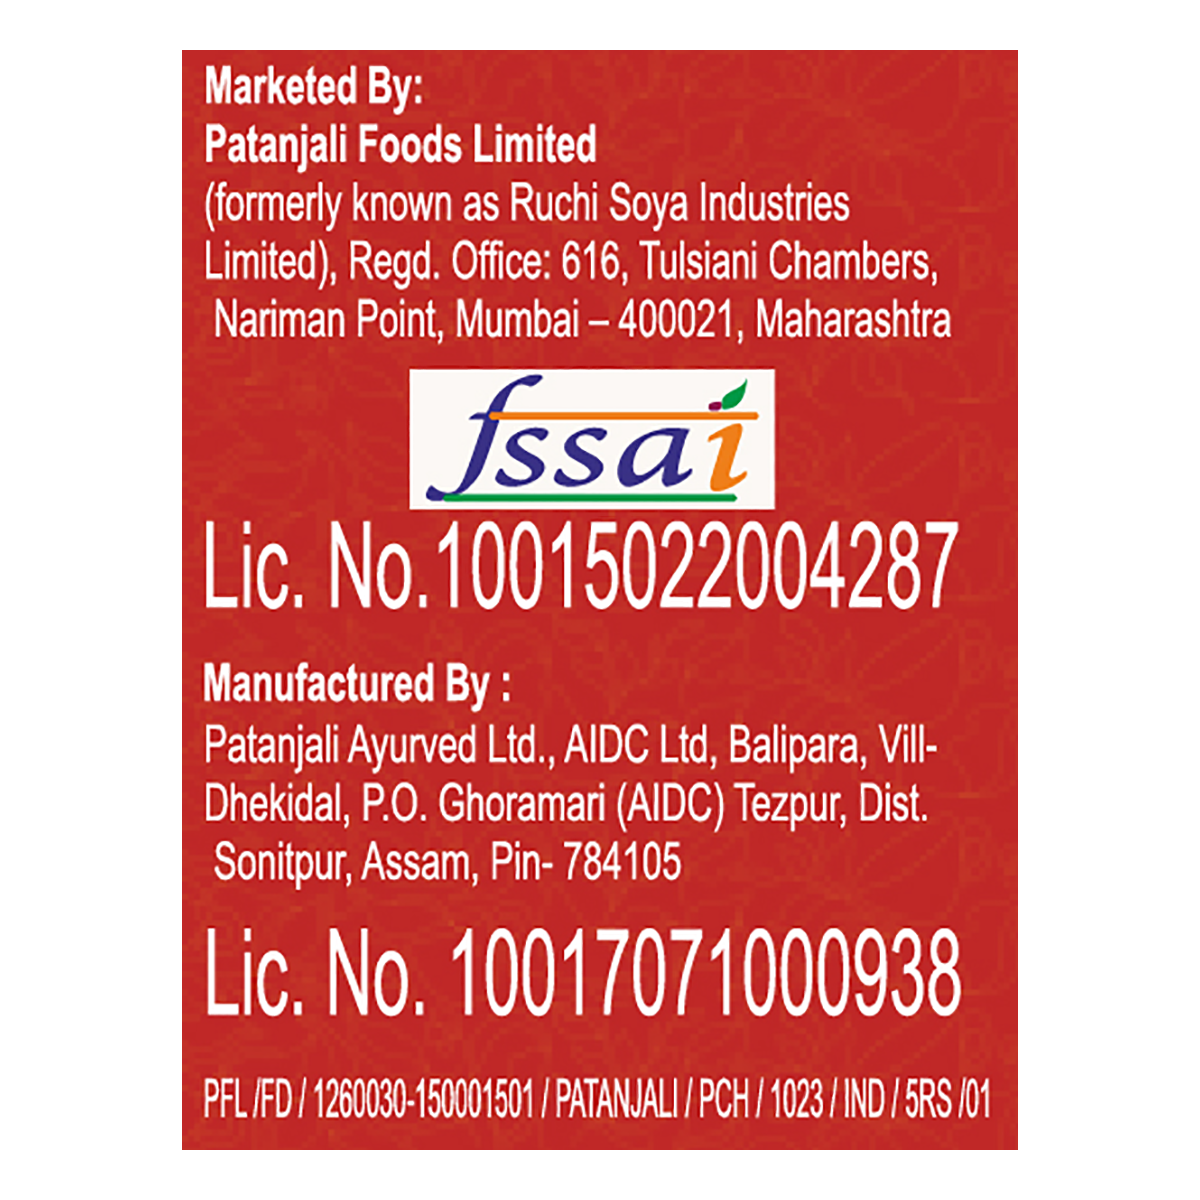 Marketed By:
Patanjali Foods Limited
(formerly known as Ruchi Soya Industries
Limited), Regd. Office: 616, Tulsiani Chambers,
Nariman Point, Mumbai – 400021, Maharashtra
fssai
Lic. No.10015022004287
Manufactured By :
Patanjali Ayurved Ltd., AIDC Ltd, Balipara, Vill-
Dhekidal, P.O. Ghoramari (AIDC) Tezpur, Dist.
Sonitpur, Assam, Pin- 784105
Lic. No. 10017071000938
PFL /FD / 1260030-150001501 / PATANJALI / PCH / 1023 / IND / 5RS /01